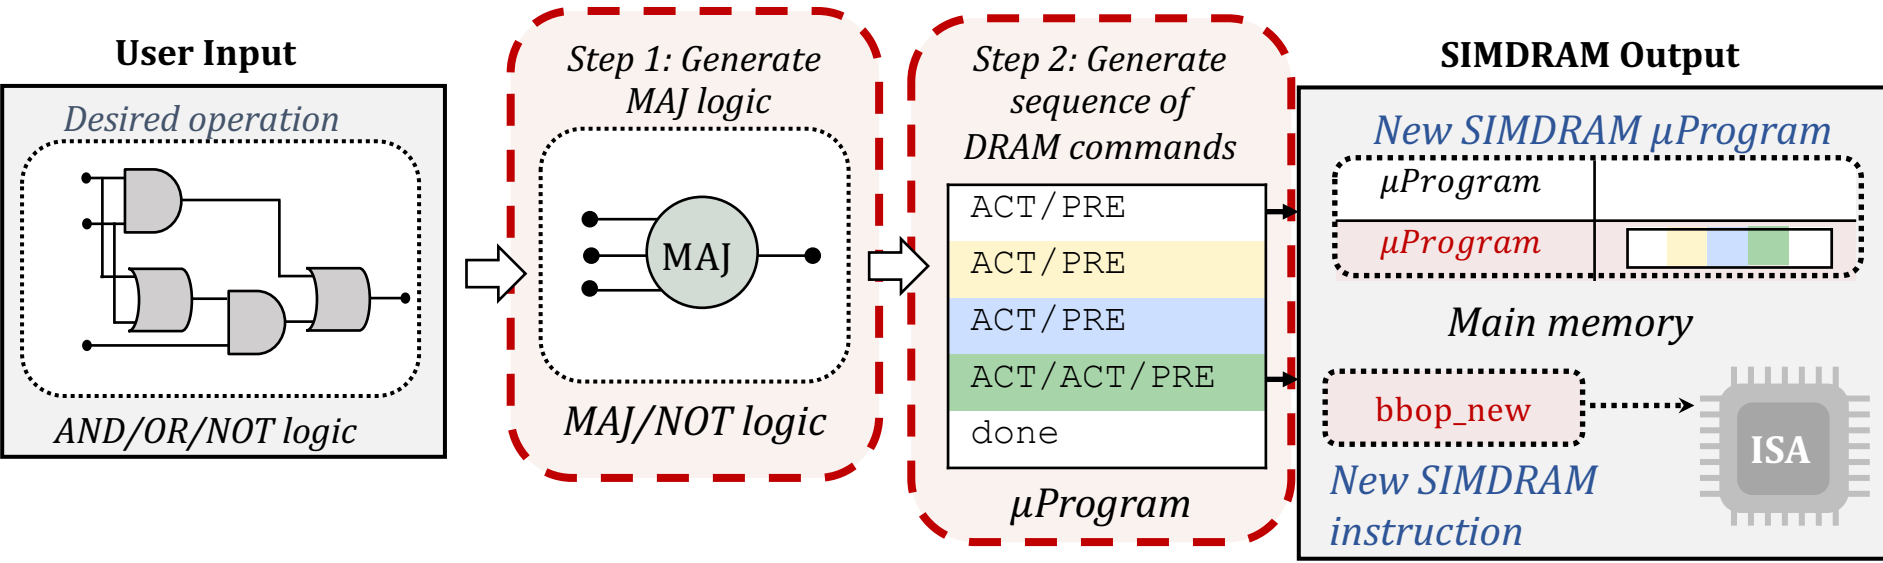 User Input
Desired operation
AND/OR/NOT logic
Step 1: Generate
MAJ logic
MAJ
MAJ/NOT logic
Step 2: Generate
sequence of
DRAM commands
ACT/PRE
ACT/PRE
ACT/PRE
ACT/ACT/PRE
done
μProgram
SIMDRAM Output
New SIMDRAM μProgram
μProgram
μProgram
Main memory
bbop_new
ISA
New SIMDRAM
instruction